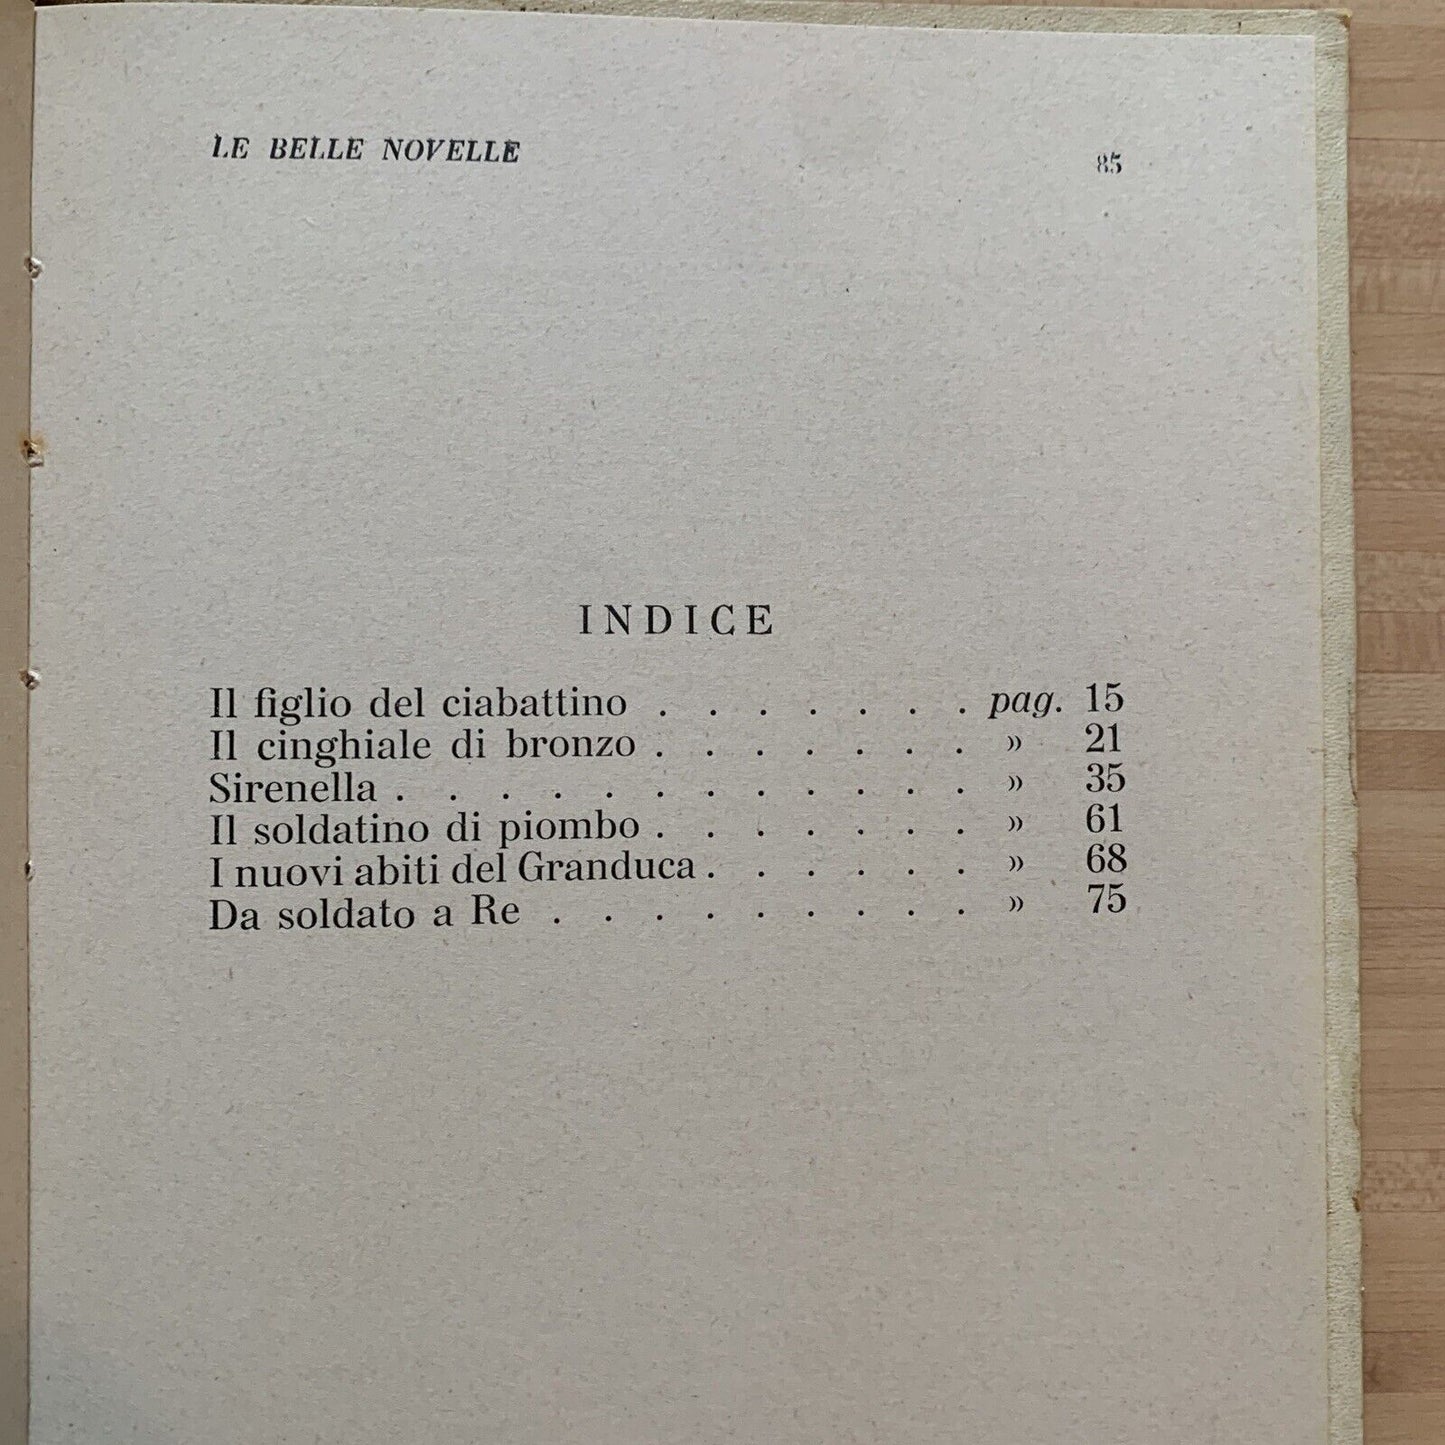 LE BELLE NOVELLE 85
INDICE
Il figlio del ciabattino . . . . . . . pag. 15
Il cinghiale di bronzo . . . . . . . » 21
Sirenella . . . . . . . . . . . . » 35
Il soldatino di piombo . . . . . . . » 61
I nuovi abiti del Granduca . . . . . . » 68
Da soldato a Re . . . . . . . . . » 75